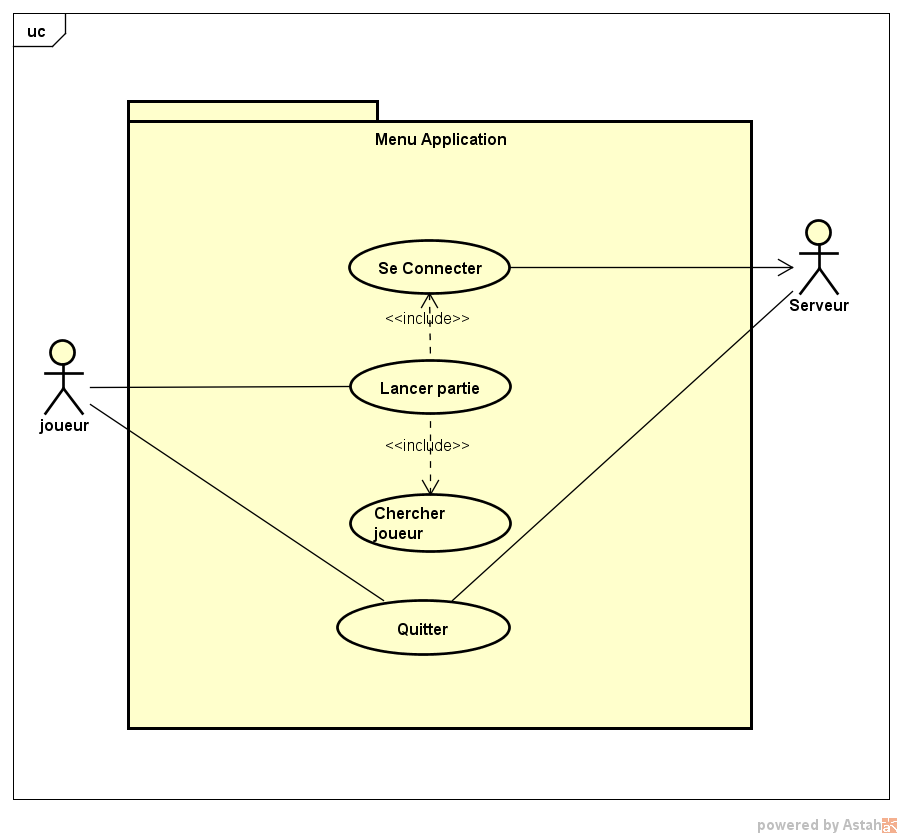 uc
Menu Application
Se Connecter
Serveur
<<include>>
Lancer partie
joueur
<<include>>
Chercher
joueur
Quitter
powered by Astah